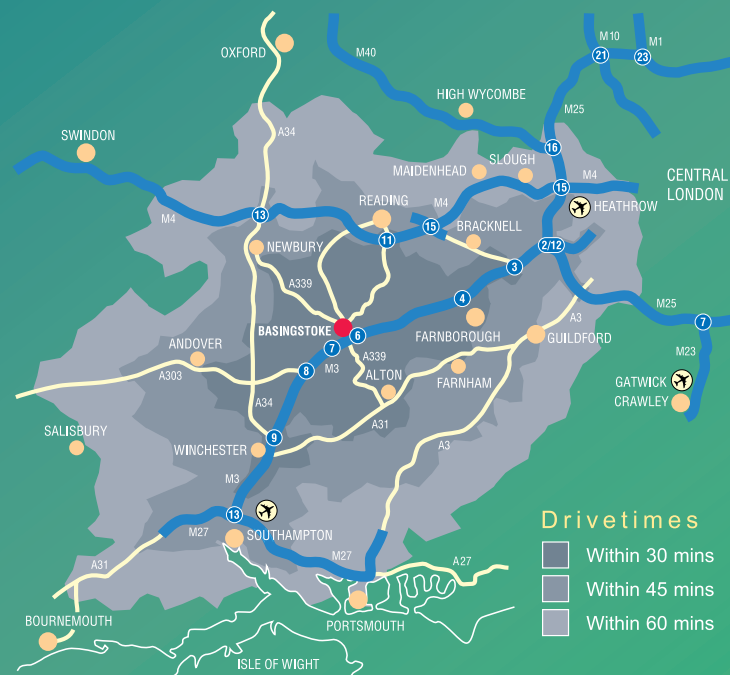 M10
M1
OXFORD
M40
21
23
HIGH WYCOMBE
M25
A34
SWINDON
16
MAIDENHEAD
SLOUGH
CENTRAL
LONDON
READING
M4
15
M4
M4
13
HEATHROW
15
BRACKNELL
11
NEWBURY
2/12
3
A339
4
A3
M25
BASINGSTOKE
6
FARNBOROUGH
7
GUILDFORD
ANDOVER
7
A339
M23
M3
8
A303
ALTON
FARNHAM
GATWICK
CRAWLEY
A34
A31
SALISBURY
9
WINCHESTER
A3
M3
13
SOUTHAMPTON
M27
M27
A31
A27
BOURNEMOUTH
PORTSMOUTH
ISLE OF WIGHT
Drivetimes
Within 30 mins
Within 45 mins
Within 60 mins